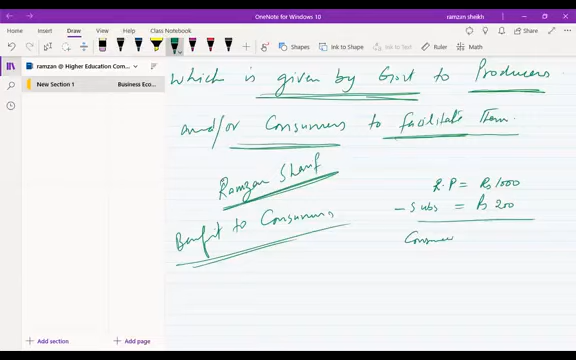 OneNote for Windows 10
ramzan sheikh
Home Insert Draw View Help Class Notebook
Share
Shapes Ink to Shape Ink to Text Ruler Math
ramzan @ Higher Education Com...
New Section 1
Business Eco...
which is given by Govt to Producers
and/or Consumers to facilitate them.
Ramzan Sharif
Benefit to Consumers
R.P = Rs 1000
- Subs = Rs 200
Consumer
Add section
Add page